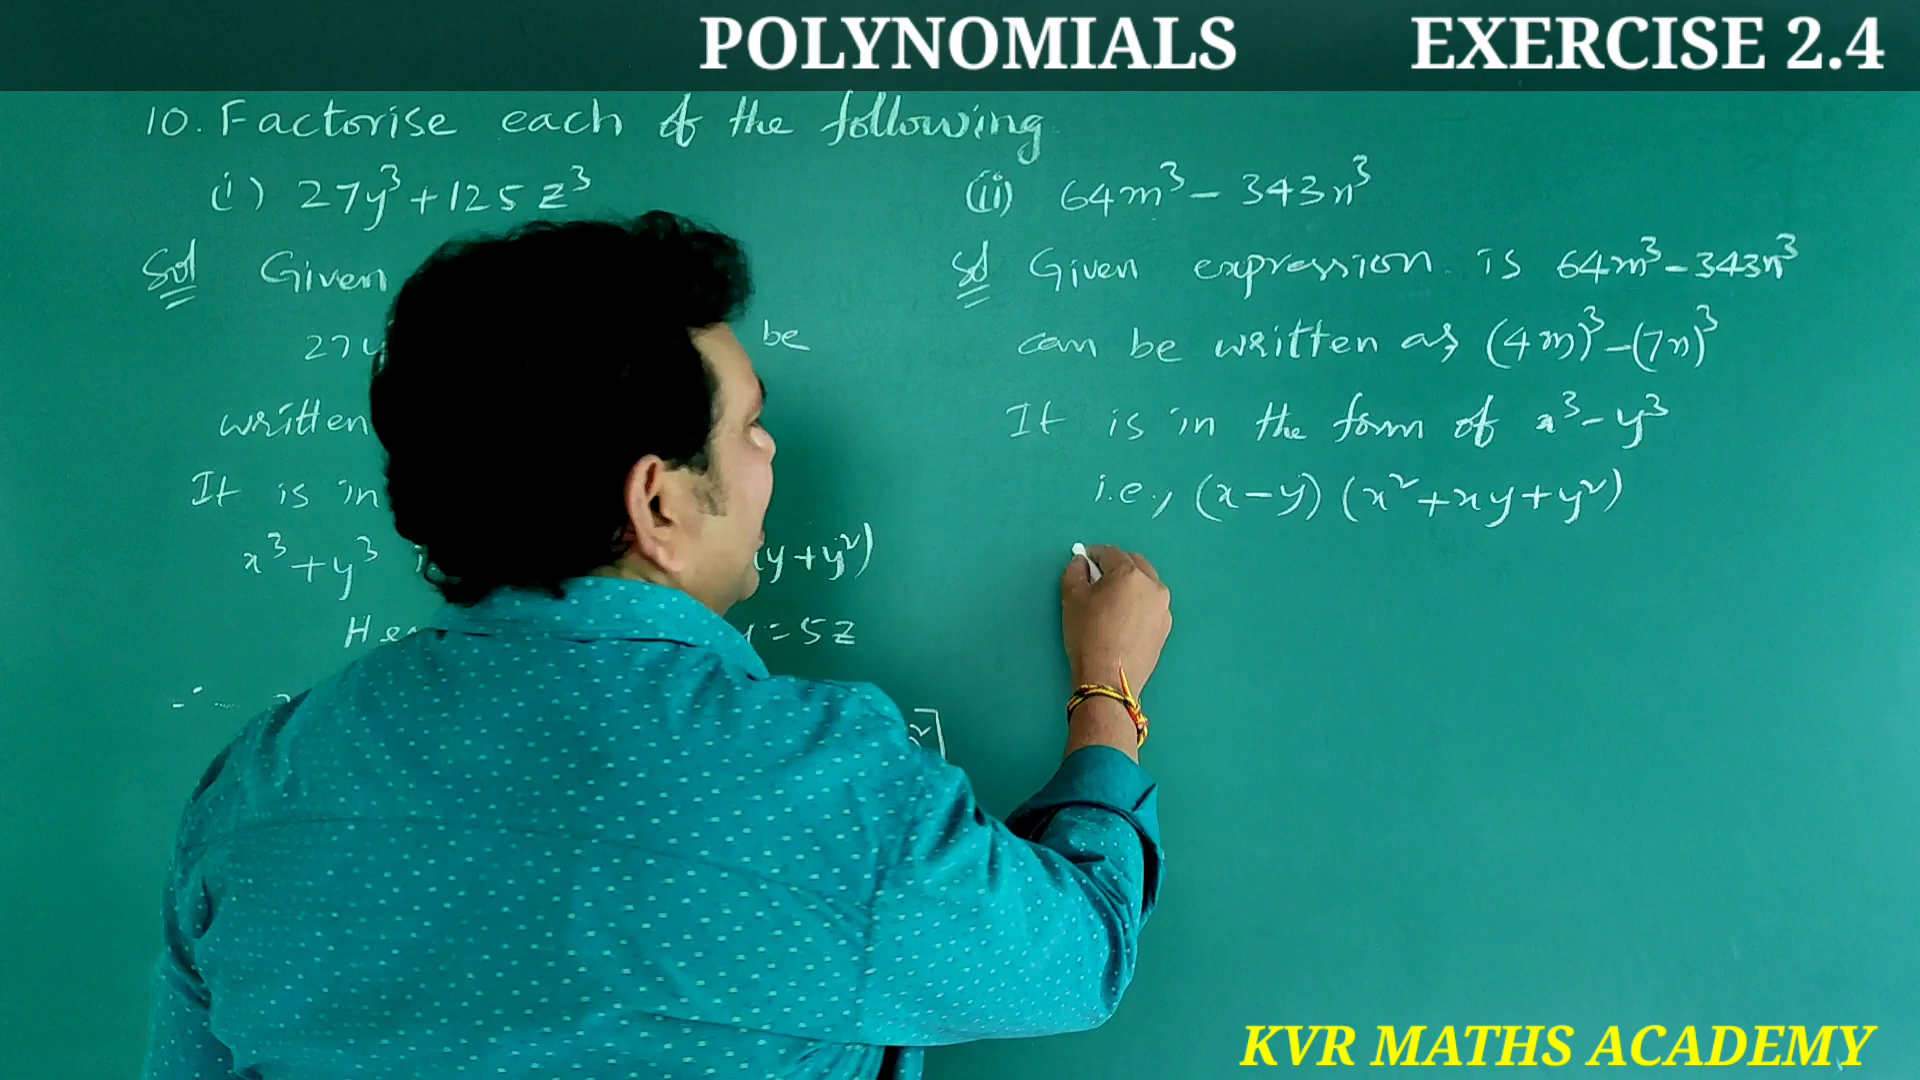 POLYNOMIALS EXERCISE 2.4
10. Factorise each of the following
(i) 27y³ + 125z³
Sol Given
be
written
It is in
x³ + y³
y + y²)
= 5z
²]
(ii) 64m³ - 343n³
Sol Given expression is 64m³ - 343n³
can be written as (4m)³ - (7n)³
It is in the form of x³ - y³
i.e., (x - y) (x² + xy + y²)
KVR MATHS ACADEMY